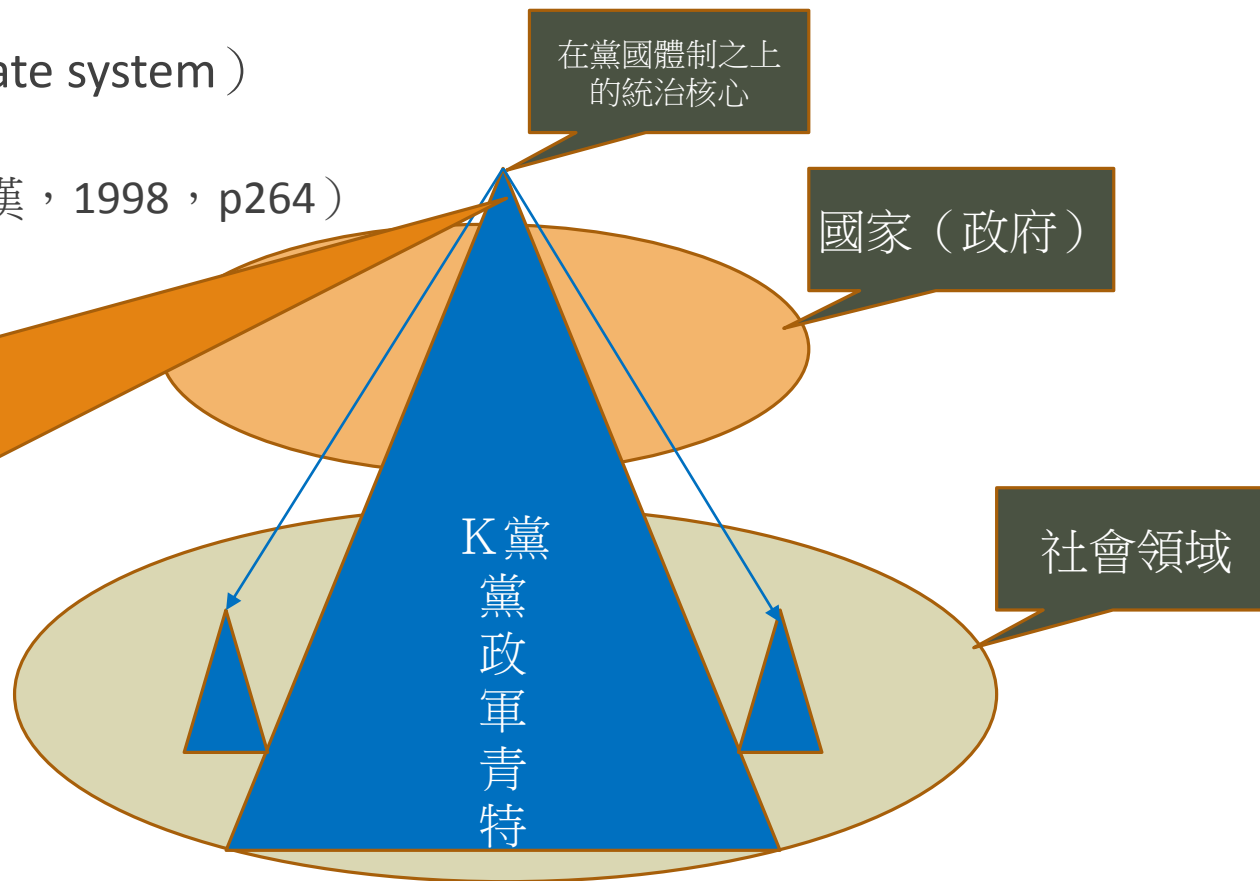 ate system）
在黨國體制之上
的統治核心
漢，1998，p264）
國家（政府）
社會領域
K黨
黨
政
軍
青
特